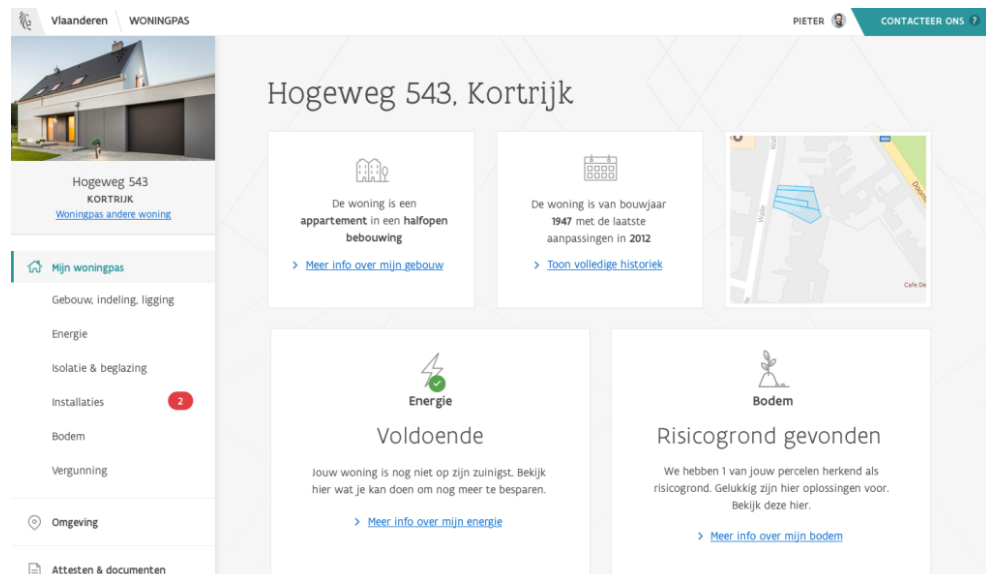 Vlaanderen
WONINGPAS
PIETER
CONTACTEER ONS ?
Hogeweg 543
KORTRIJK
Woningpas andere woning
Mijn woningpas
Gebouw, indeling, ligging
Energie
Isolatie & beglazing
Installaties 2
Bodem
Vergunning
Omgeving
Attesten & documenten
Hogeweg 543, Kortrijk
De woning is een
appartement in een halfopen
bebouwing
> Meer info over mijn gebouw
De woning is van bouwjaar
1947 met de laatste
aanpassingen in 2012
> Toon volledige historiek
Walle
Walle
Doorn
Cafe De
Energie
Voldoende
Jouw woning is nog niet op zijn zuinigst. Bekijk
hier wat je kan doen om nog meer te besparen.
> Meer info over mijn energie
Bodem
Risicogrond gevonden
We hebben 1 van jouw percelen herkend als
risicogrond. Gelukkig zijn hier oplossingen voor.
Bekijk deze hier.
> Meer info over mijn bodem